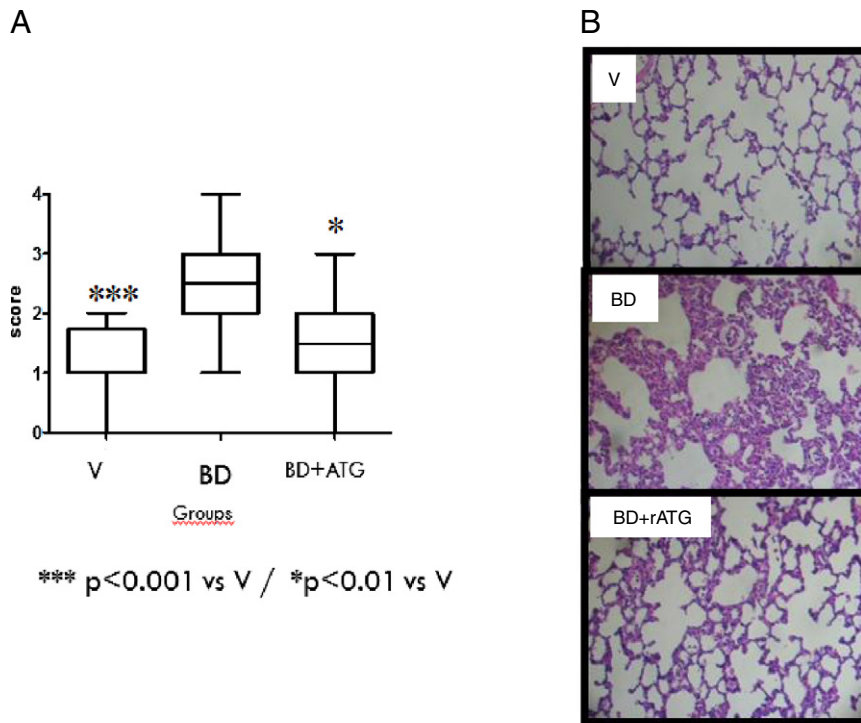 A
4
3
2
1
0
score
***
*
V BD BD+ATG
Groups
*** p<0.001 vs V / *p<0.01 vs V
B
V
BD
BD+rATG